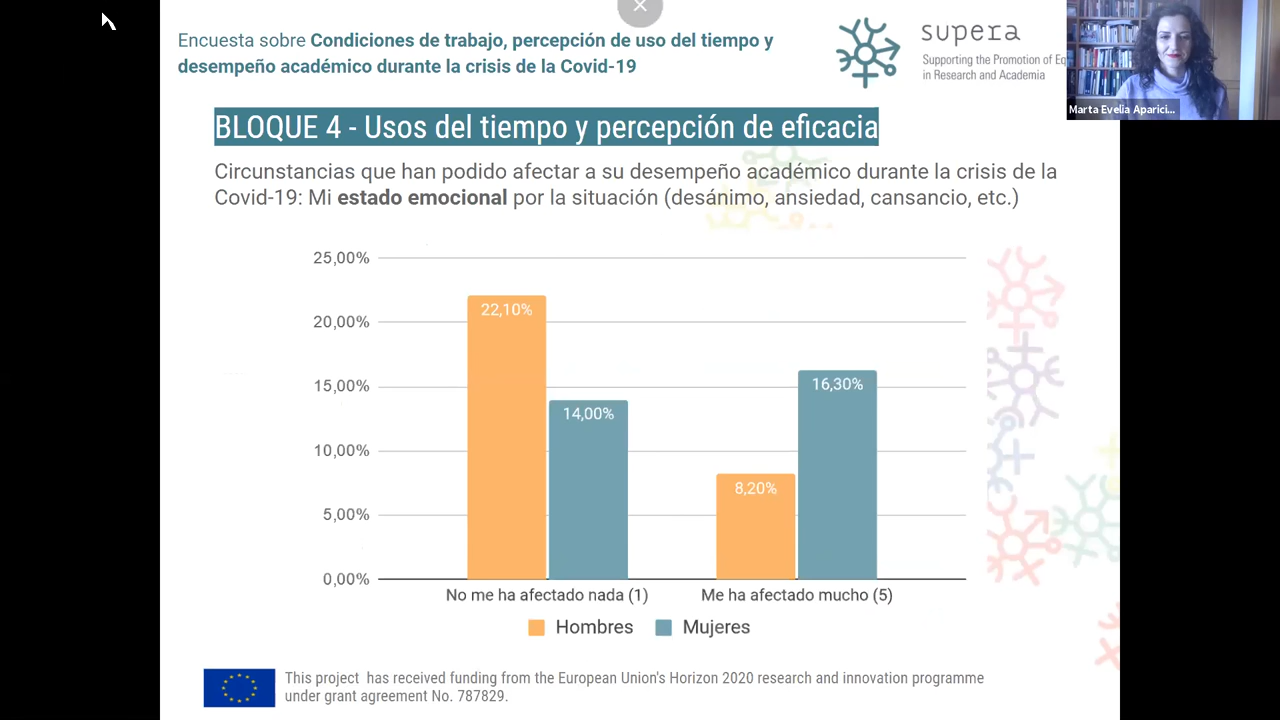 Encuesta sobre Condiciones de trabajo, percepción de uso del tiempo y
desempeño académico durante la crisis de la Covid-19
supera
Supporting the Promotion of Eq
in Research and Academia
Marta Evelia Aparici...
BLOQUE 4 - Usos del tiempo y percepción de eficacia
Circunstancias que han podido afectar a su desempeño académico durante la crisis de la
Covid-19: Mi estado emocional por la situación (desánimo, ansiedad, cansancio, etc.)
25,00%
20,00%
15,00%
10,00%
5,00%
0,00%
22,10%
14,00%
8,20%
16,30%
No me ha afectado nada (1)
Me ha afectado mucho (5)
Hombres
Mujeres
This project has received funding from the European Union's Horizon 2020 research and innovation programme
under grant agreement No. 787829.